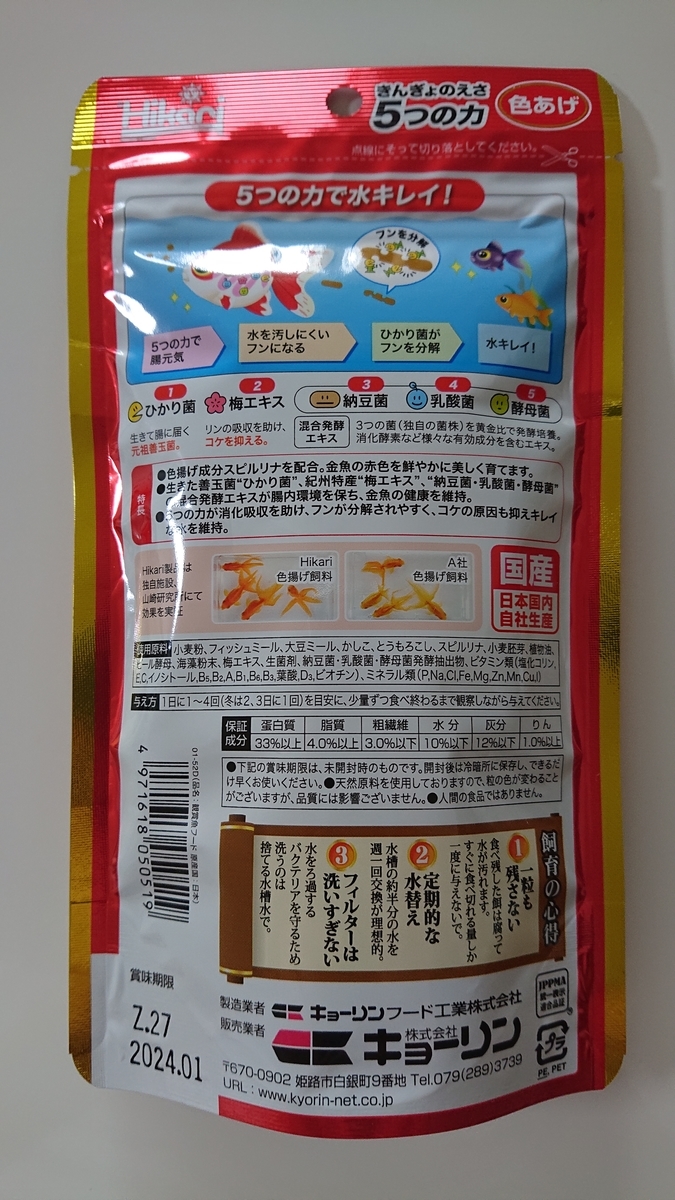 Hikari
きんぎょのえさ
5つの力
色あげ
点線にそって切り落としてください。
5つの力で水キレイ!
フンを分解
5つの力で
腸元気
水を汚しにくい
フンになる
ひかり菌が
フンを分解
水キレイ!
1
ひかり菌
生きて腸に届く
元祖善玉菌。
2
梅エキス
リンの吸収を助け、
コケを抑える。
3
納豆菌
4
乳酸菌
5
酵母菌
混合発酵
エキス
3つの菌(独自の菌株)を黄金比で発酵培養。
消化酵素など様々な有効成分を含むエキス。
特長
●色揚げ成分スピルリナを配合。金魚の赤色を鮮やかに美しく育てます。
●生きた善玉菌“ひかり菌”、紀州特産“梅エキス”、“納豆菌・乳酸菌・酵母菌”
混合発酵エキスが腸内環境を保ち、金魚の健康を維持。
●5つの力が消化吸収を助け、フンが分解されやすく、コケの原因も抑えキレイ
な水を維持。
Hikari製品は
独自施設、
山崎研究所にて
効果を実証
Hikari
色揚げ飼料
A社
色揚げ飼料
国産
日本国内
自社生産
使用原料 小麦粉、フィッシュミール、大豆ミール、かしこ、とうもろこし、スピルリナ、小麦胚芽、植物油、
ビール酵母、海藻粉末、梅エキス、生菌剤、納豆菌・乳酸菌・酵母菌発酵抽出物、ビタミン類(塩化コリン、
E,C,イノシトール,B5,B2,A,B1,B6,B3,葉酸,D3,ビオチン)、ミネラル類(P,Na,Cl,Fe,Mg,Zn,Mn,Cu,I)
与え方 1日に1〜4回(冬は2、3日に1回)を目安に、少量ずつ食べ終わるまで観察しながら与えてください。
保証成分 蛋白質 脂質 粗繊維 水分 灰分 りん
33%以上 4.0%以上 3.0%以下 10%以下 12%以下 1.0%以上
●下記の賞味期限は、未開封時のものです。開封後は冷暗所に保存し、できるだ
け早くお使いください。●天然原料を使用しておりますので、粒の色が変わること
がございますが、品質には影響ございません。●人間の食品ではありません。
01-52D(品名:観賞魚フード 原産国:日本)
4 971618 050519
飼育の心得
1 一粒も
残さない
食べ残した餌は腐って
水が汚れます。
すぐに食べ切れる量しか
一度に与えないで。
2 定期的な
水替え
水槽の約半分の水を
週一回交換が理想的。
3 フィルターは
洗いすぎない
水をろ過する
バクテリアを守るため
洗うのは
捨てる水槽水で。
賞味期限
Z.27
2024.01
製造業者 キョーリンフード工業株式会社
販売業者 株式会社キョーリン
〒670-0902 姫路市白銀町9番地 Tel.079(289)3739
URL:www.kyorin-net.co.jp
JPPMA
統一表示
適合品証
プラ
PE, PET